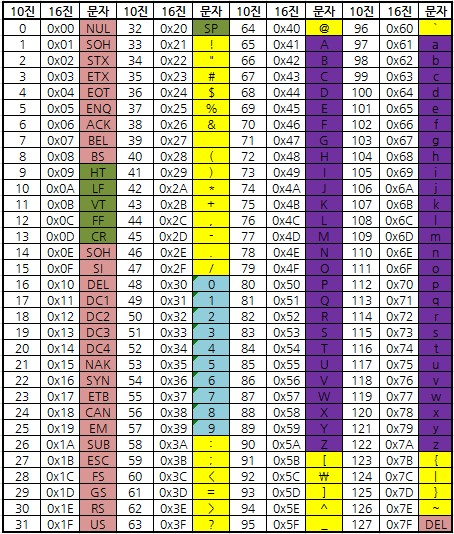 10진 16진 문자 10진 16진 문자 10진 16진 문자 10진 16진 문자
0 0x00 NUL 32 0x20 SP 64 0x40 @ 96 0x60 `
1 0x01 SOH 33 0x21 ! 65 0x41 A 97 0x61 a
2 0x02 STX 34 0x22 " 66 0x42 B 98 0x62 b
3 0x03 ETX 35 0x23 # 67 0x43 C 99 0x63 c
4 0x04 EOT 36 0x24 $ 68 0x44 D 100 0x64 d
5 0x05 ENQ 37 0x25 % 69 0x45 E 101 0x65 e
6 0x06 ACK 38 0x26 & 70 0x46 F 102 0x66 f
7 0x07 BEL 39 0x27 71 0x47 G 103 0x67 g
8 0x08 BS 40 0x28 ( 72 0x48 H 104 0x68 h
9 0x09 HT 41 0x29 ) 73 0x49 I 105 0x69 i
10 0x0A LF 42 0x2A * 74 0x4A J 106 0x6A j
11 0x0B VT 43 0x2B + 75 0x4B K 107 0x6B k
12 0x0C FF 44 0x2C , 76 0x4C L 108 0x6C l
13 0x0D CR 45 0x2D - 77 0x4D M 109 0x6D m
14 0x0E SOH 46 0x2E . 78 0x4E N 110 0x6E n
15 0x0F SI 47 0x2F / 79 0x4F O 111 0x6F o
16 0x10 DEL 48 0x30 0 80 0x50 P 112 0x70 p
17 0x11 DC1 49 0x31 1 81 0x51 Q 113 0x71 q
18 0x12 DC2 50 0x32 2 82 0x52 R 114 0x72 r
19 0x13 DC3 51 0x33 3 83 0x53 S 115 0x73 s
20 0x14 DC4 52 0x34 4 84 0x54 T 116 0x74 t
21 0x15 NAK 53 0x35 5 85 0x55 U 117 0x75 u
22 0x16 SYN 54 0x36 6 86 0x56 V 118 0x76 v
23 0x17 ETB 55 0x37 7 87 0x57 W 119 0x77 w
24 0x18 CAN 56 0x38 8 88 0x58 X 120 0x78 x
25 0x19 EM 57 0x39 9 89 0x59 Y 121 0x79 y
26 0x1A SUB 58 0x3A : 90 0x5A Z 122 0x7A z
27 0x1B ESC 59 0x3B ; 91 0x5B [ 123 0x7B {
28 0x1C FS 60 0x3C < 92 0x5C ₩ 124 0x7C |
29 0x1D GS 61 0x3D = 93 0x5D ] 125 0x7D }
30 0x1E RS 62 0x3E > 94 0x5E ^ 126 0x7E ~
31 0x1F US 63 0x3F ? 95 0x5F _ 127 0x7F DEL